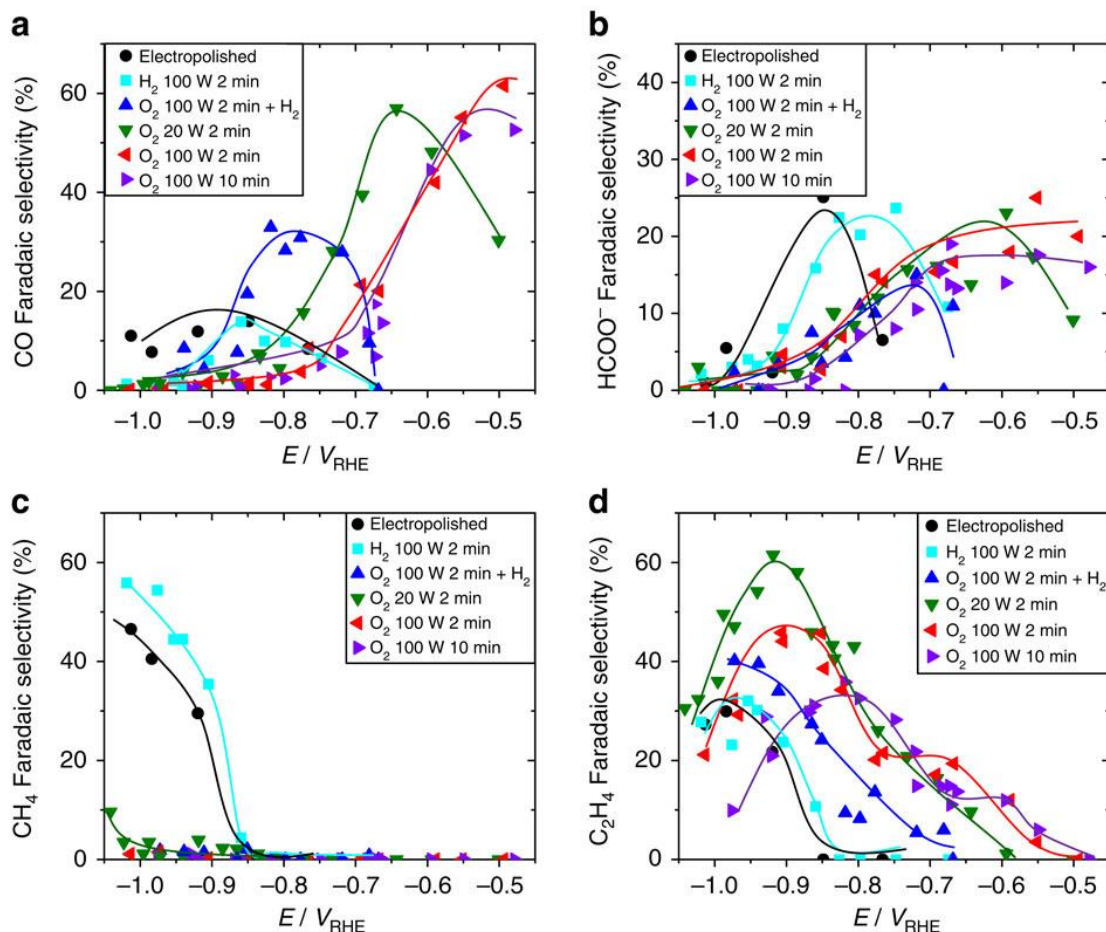 a
CO Faradaic selectivity (%)
60
40
20
0
Electropolished
H₂ 100 W 2 min
O₂ 100 W 2 min + H₂
O₂ 20 W 2 min
O₂ 100 W 2 min
O₂ 100 W 10 min
−1.0 −0.9 −0.8 −0.7 −0.6 −0.5
E / V_RHE
b
HCOO⁻ Faradaic selectivity (%)
40
30
20
10
0
Electropolished
H₂ 100 W 2 min
O₂ 100 W 2 min + H₂
O₂ 20 W 2 min
O₂ 100 W 2 min
O₂ 100 W 10 min
−1.0 −0.9 −0.8 −0.7 −0.6 −0.5
E / V_RHE
c
CH₄ Faradaic selectivity (%)
60
40
20
0
Electropolished
H₂ 100 W 2 min
O₂ 100 W 2 min + H₂
O₂ 20 W 2 min
O₂ 100 W 2 min
O₂ 100 W 10 min
−1.0 −0.9 −0.8 −0.7 −0.6 −0.5
E / V_RHE
d
C₂H₄ Faradaic selectivity (%)
60
40
20
0
Electropolished
H₂ 100 W 2 min
O₂ 100 W 2 min + H₂
O₂ 20 W 2 min
O₂ 100 W 2 min
O₂ 100 W 10 min
−1.0 −0.9 −0.8 −0.7 −0.6 −0.5
E / V_RHE